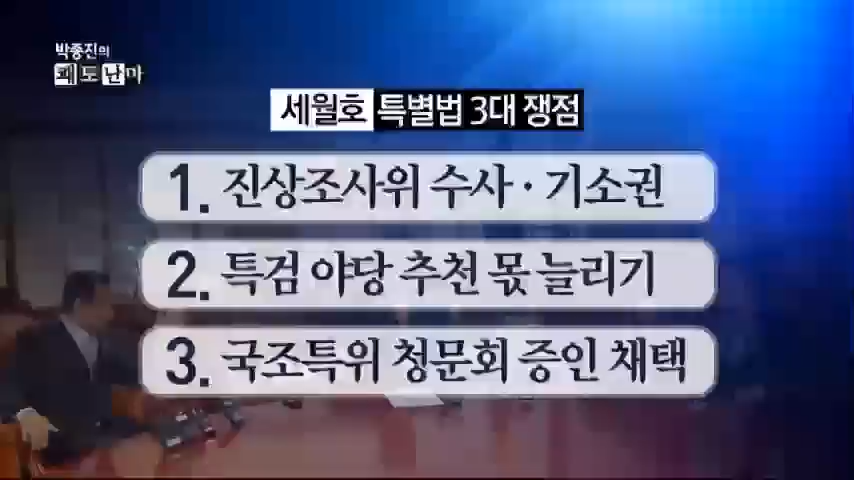 박종진의
쾌도난마
세월호 특별법 3대 쟁점
1. 진상조사위 수사·기소권
2. 특검 야당 추천 몫 늘리기
3. 국조특위 청문회 증인 채택